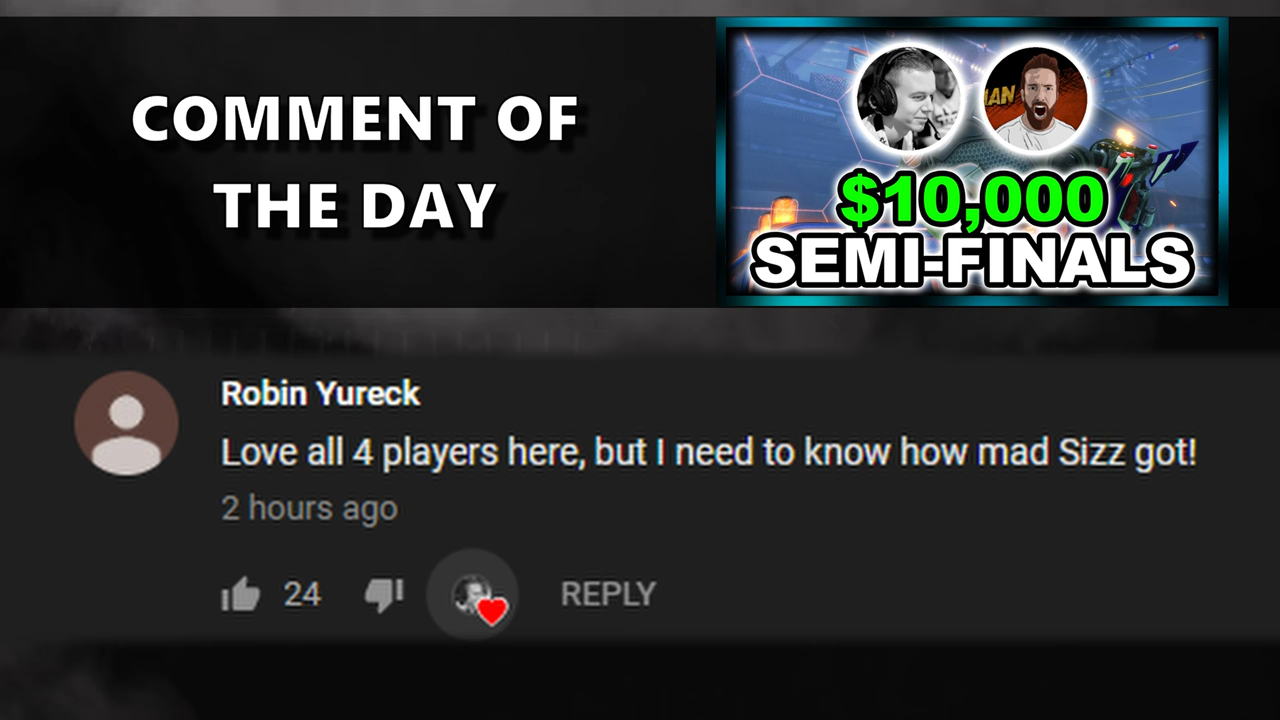 COMMENT OF
THE DAY
IAN
$10,000
SEMI-FINALS
Robin Yureck
Love all 4 players here, but I need to know how mad Sizz got!
2 hours ago
24
REPLY